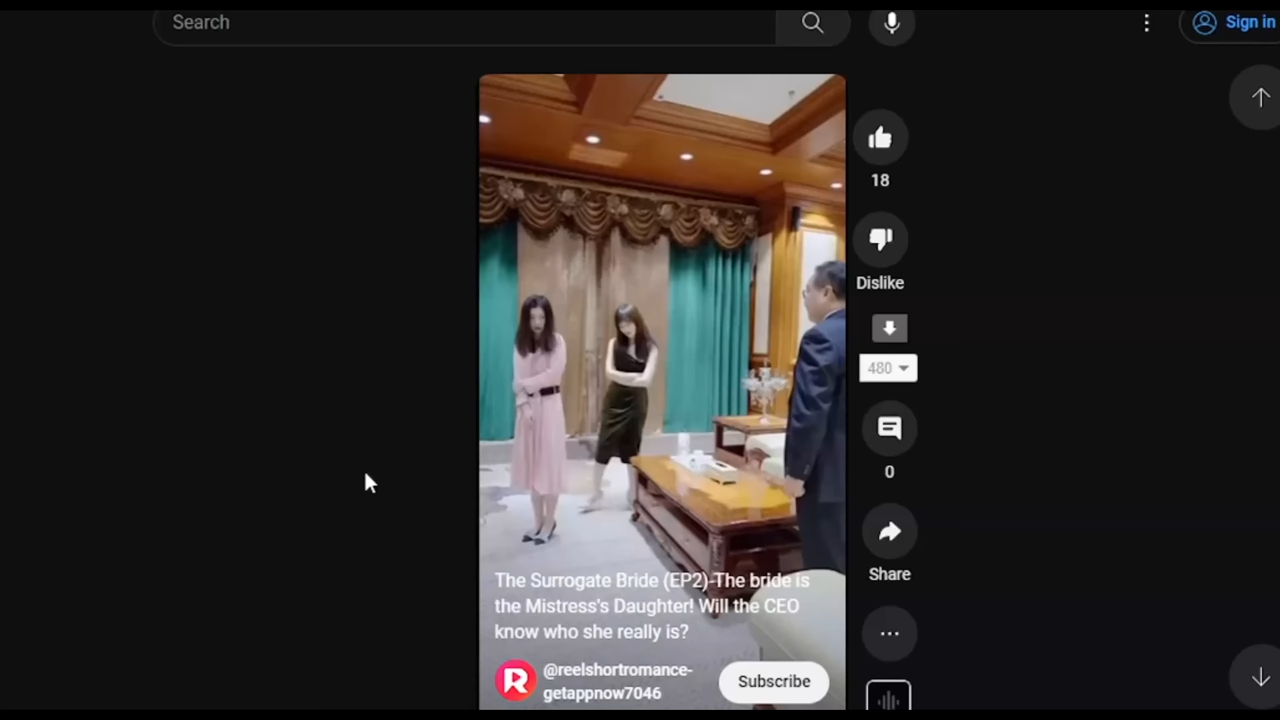 Search
Sign in
18
Dislike
480
0
Share
The Surrogate Bride (EP2)-The bride is
the Mistress's Daughter! Will the CEO
know who she really is?
@reelshortromance-
getappnow7046
Subscribe